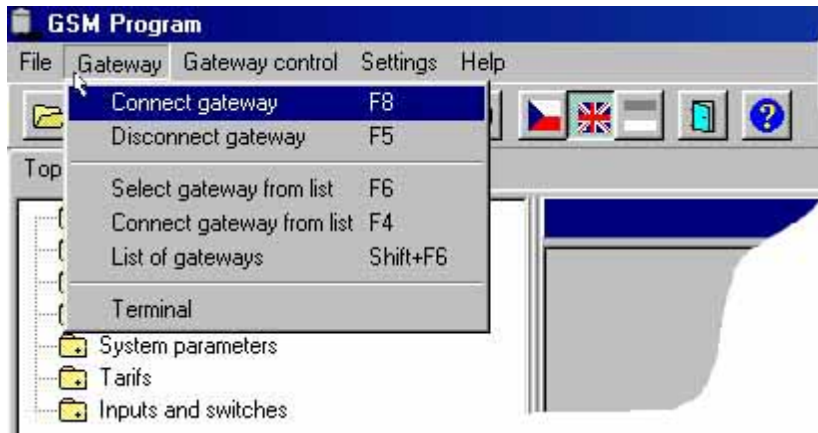 GSM Program
File Gateway Gateway control Settings Help
Connect gateway F8
Disconnect gateway F5
Top
Select gateway from list F6
Connect gateway from list F4
List of gateways Shift+F6
Terminal
System parameters
Tarifs
Inputs and switches